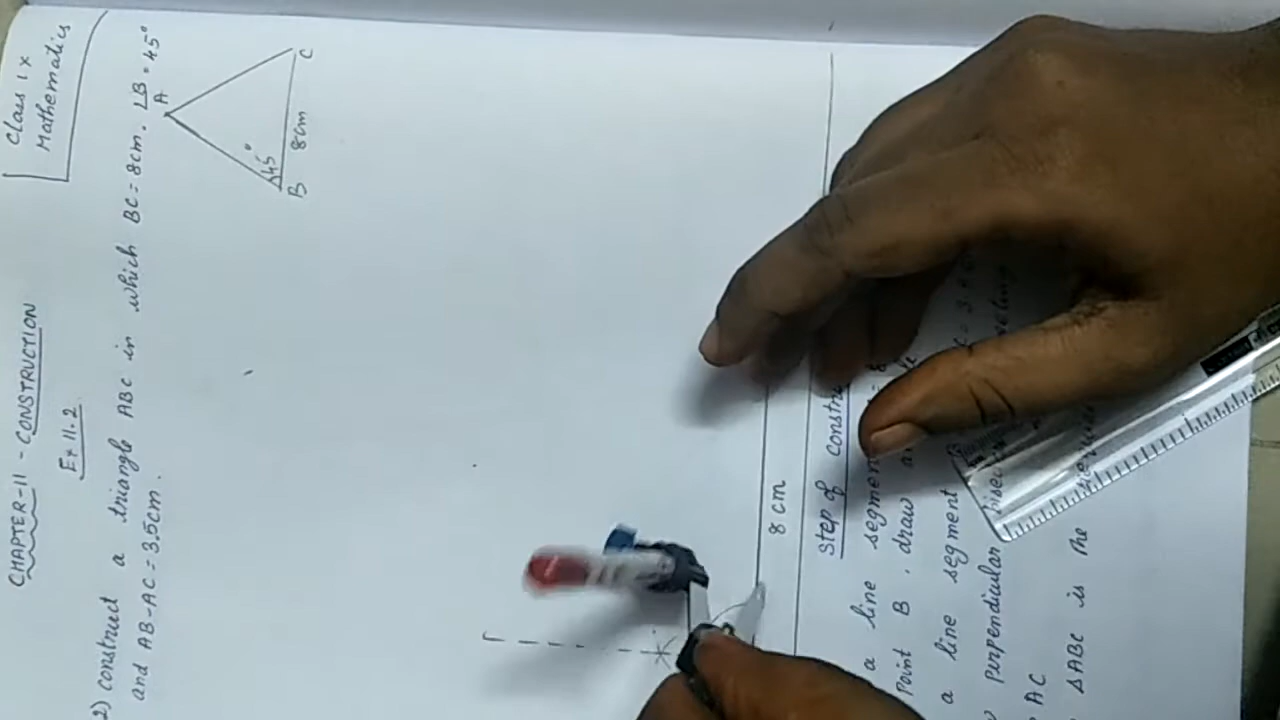 Class IX
Mathematics
CHAPTER-11 - CONSTRUCTION
Ex 11.2
2) construct a triangle ABC in which BC = 8cm. ∠B = 45°
and AB-AC = 3.5cm.
A
45°
B
8cm
C
8 cm
Step of constru
a line segmen
Point B, draw
a line segment
perpendicular bisec
AC
ΔABC is the